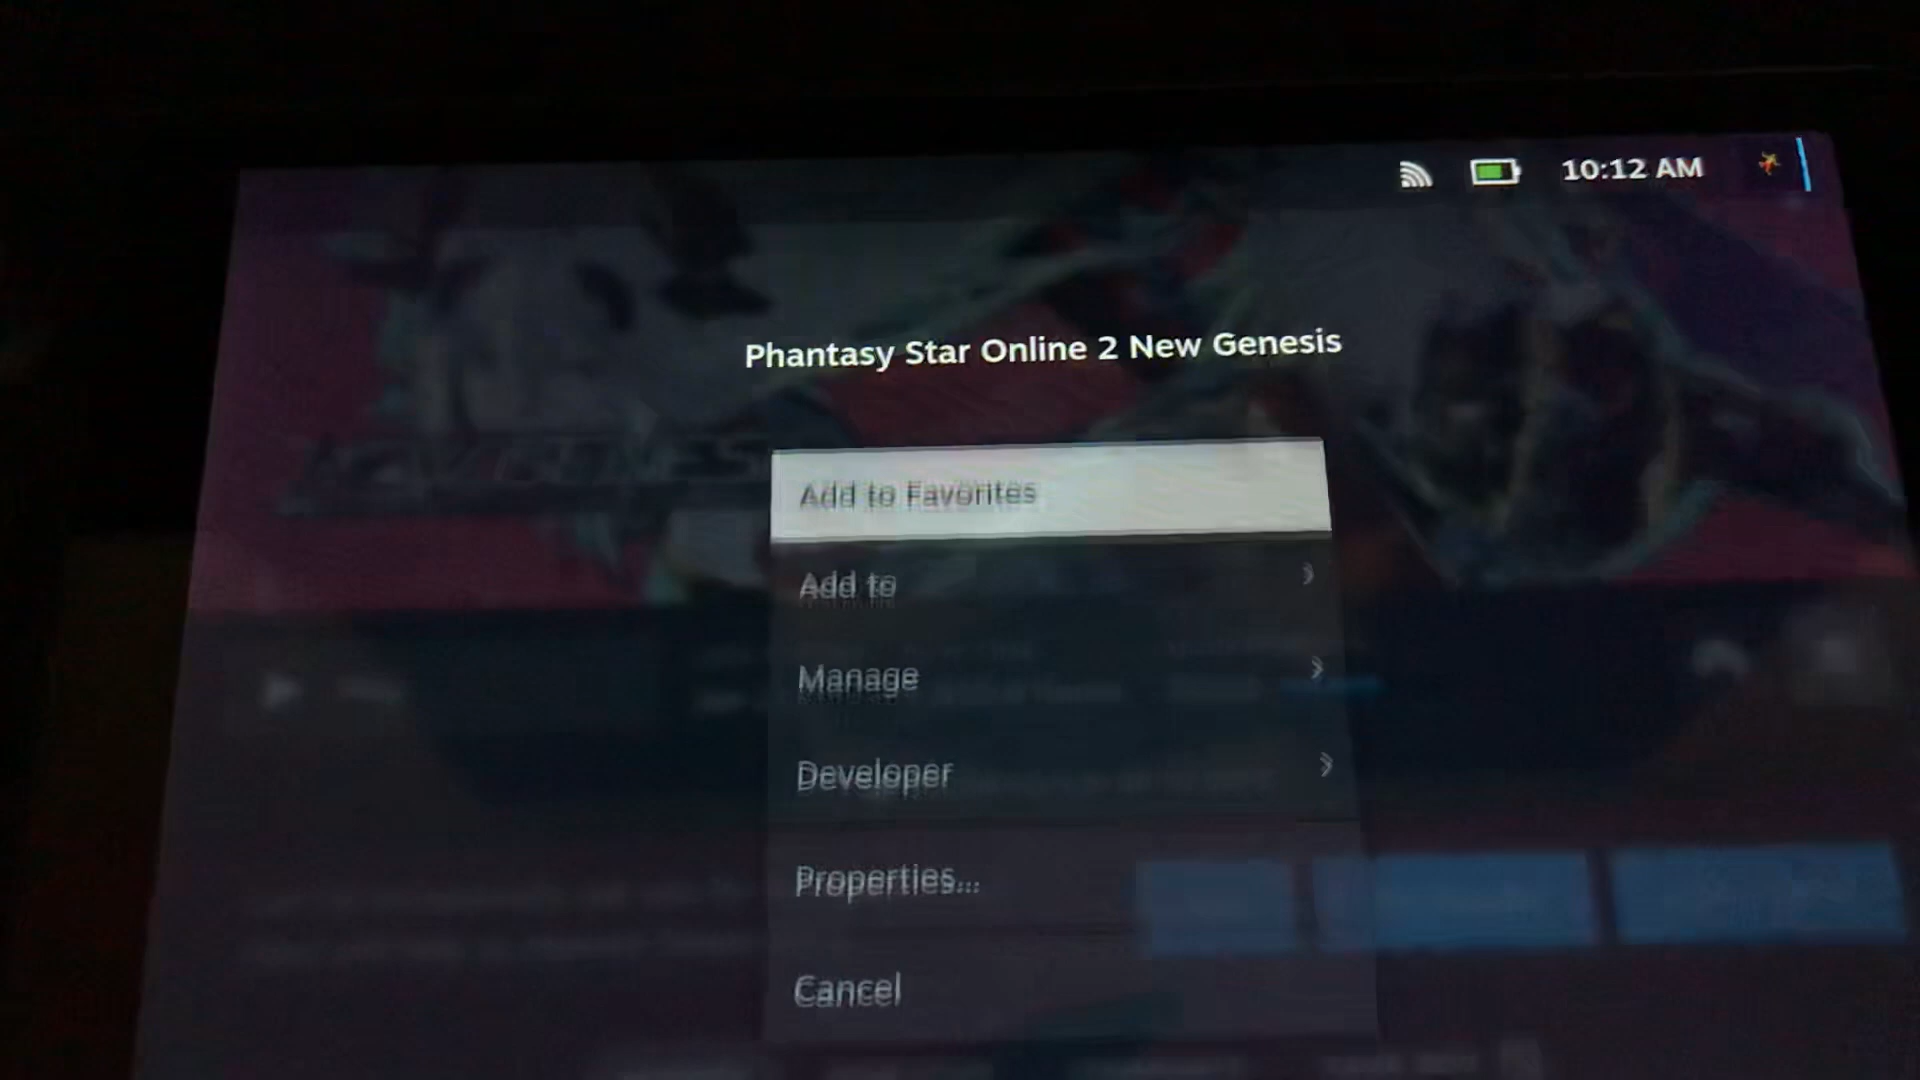 10:12 AM
Phantasy Star Online 2 New Genesis
Add to Favorites
Add to
Manage
Developer
Properties...
Cancel